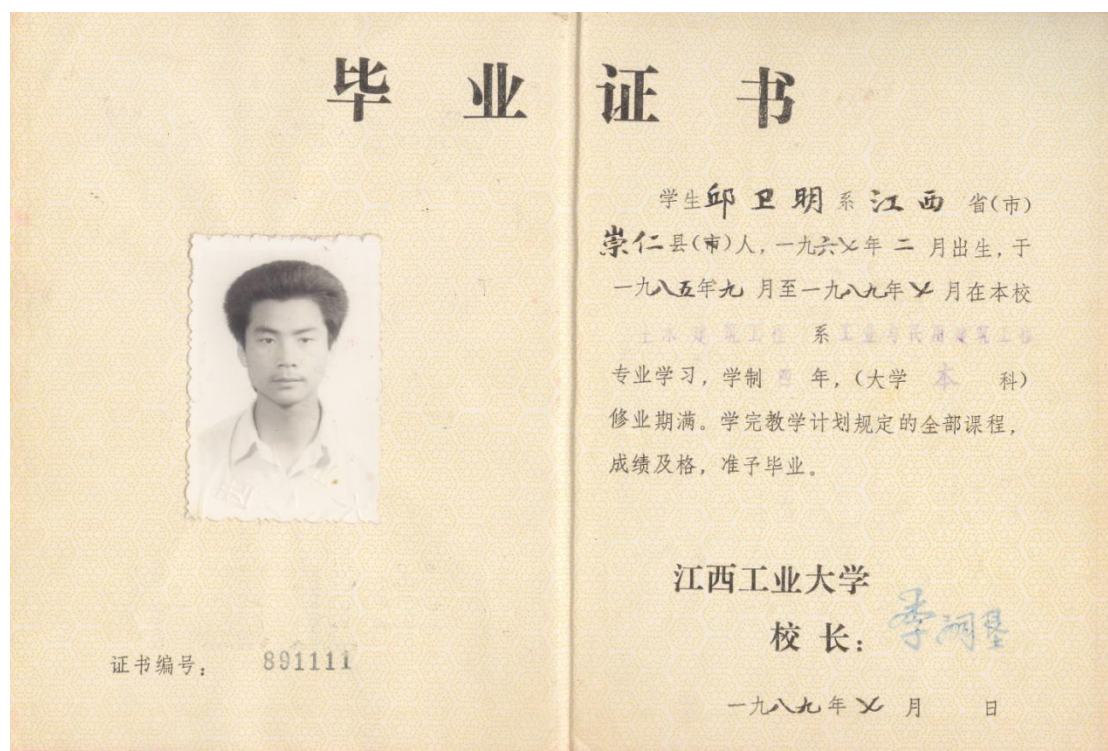 毕业证书
学生邱卫明系江西省(市)
崇仁县(市)人，一九六七年二月出生，于
一九八五年九月至一九八九年七月在本校
土木建筑工程系工业与民用建筑工程
专业学习，学制四年，(大学本科)
修业期满。学完教学计划规定的全部课程，
成绩及格，准予毕业。
江西工业大学
校长：
一九八九年七月 日
证书编号： 891111